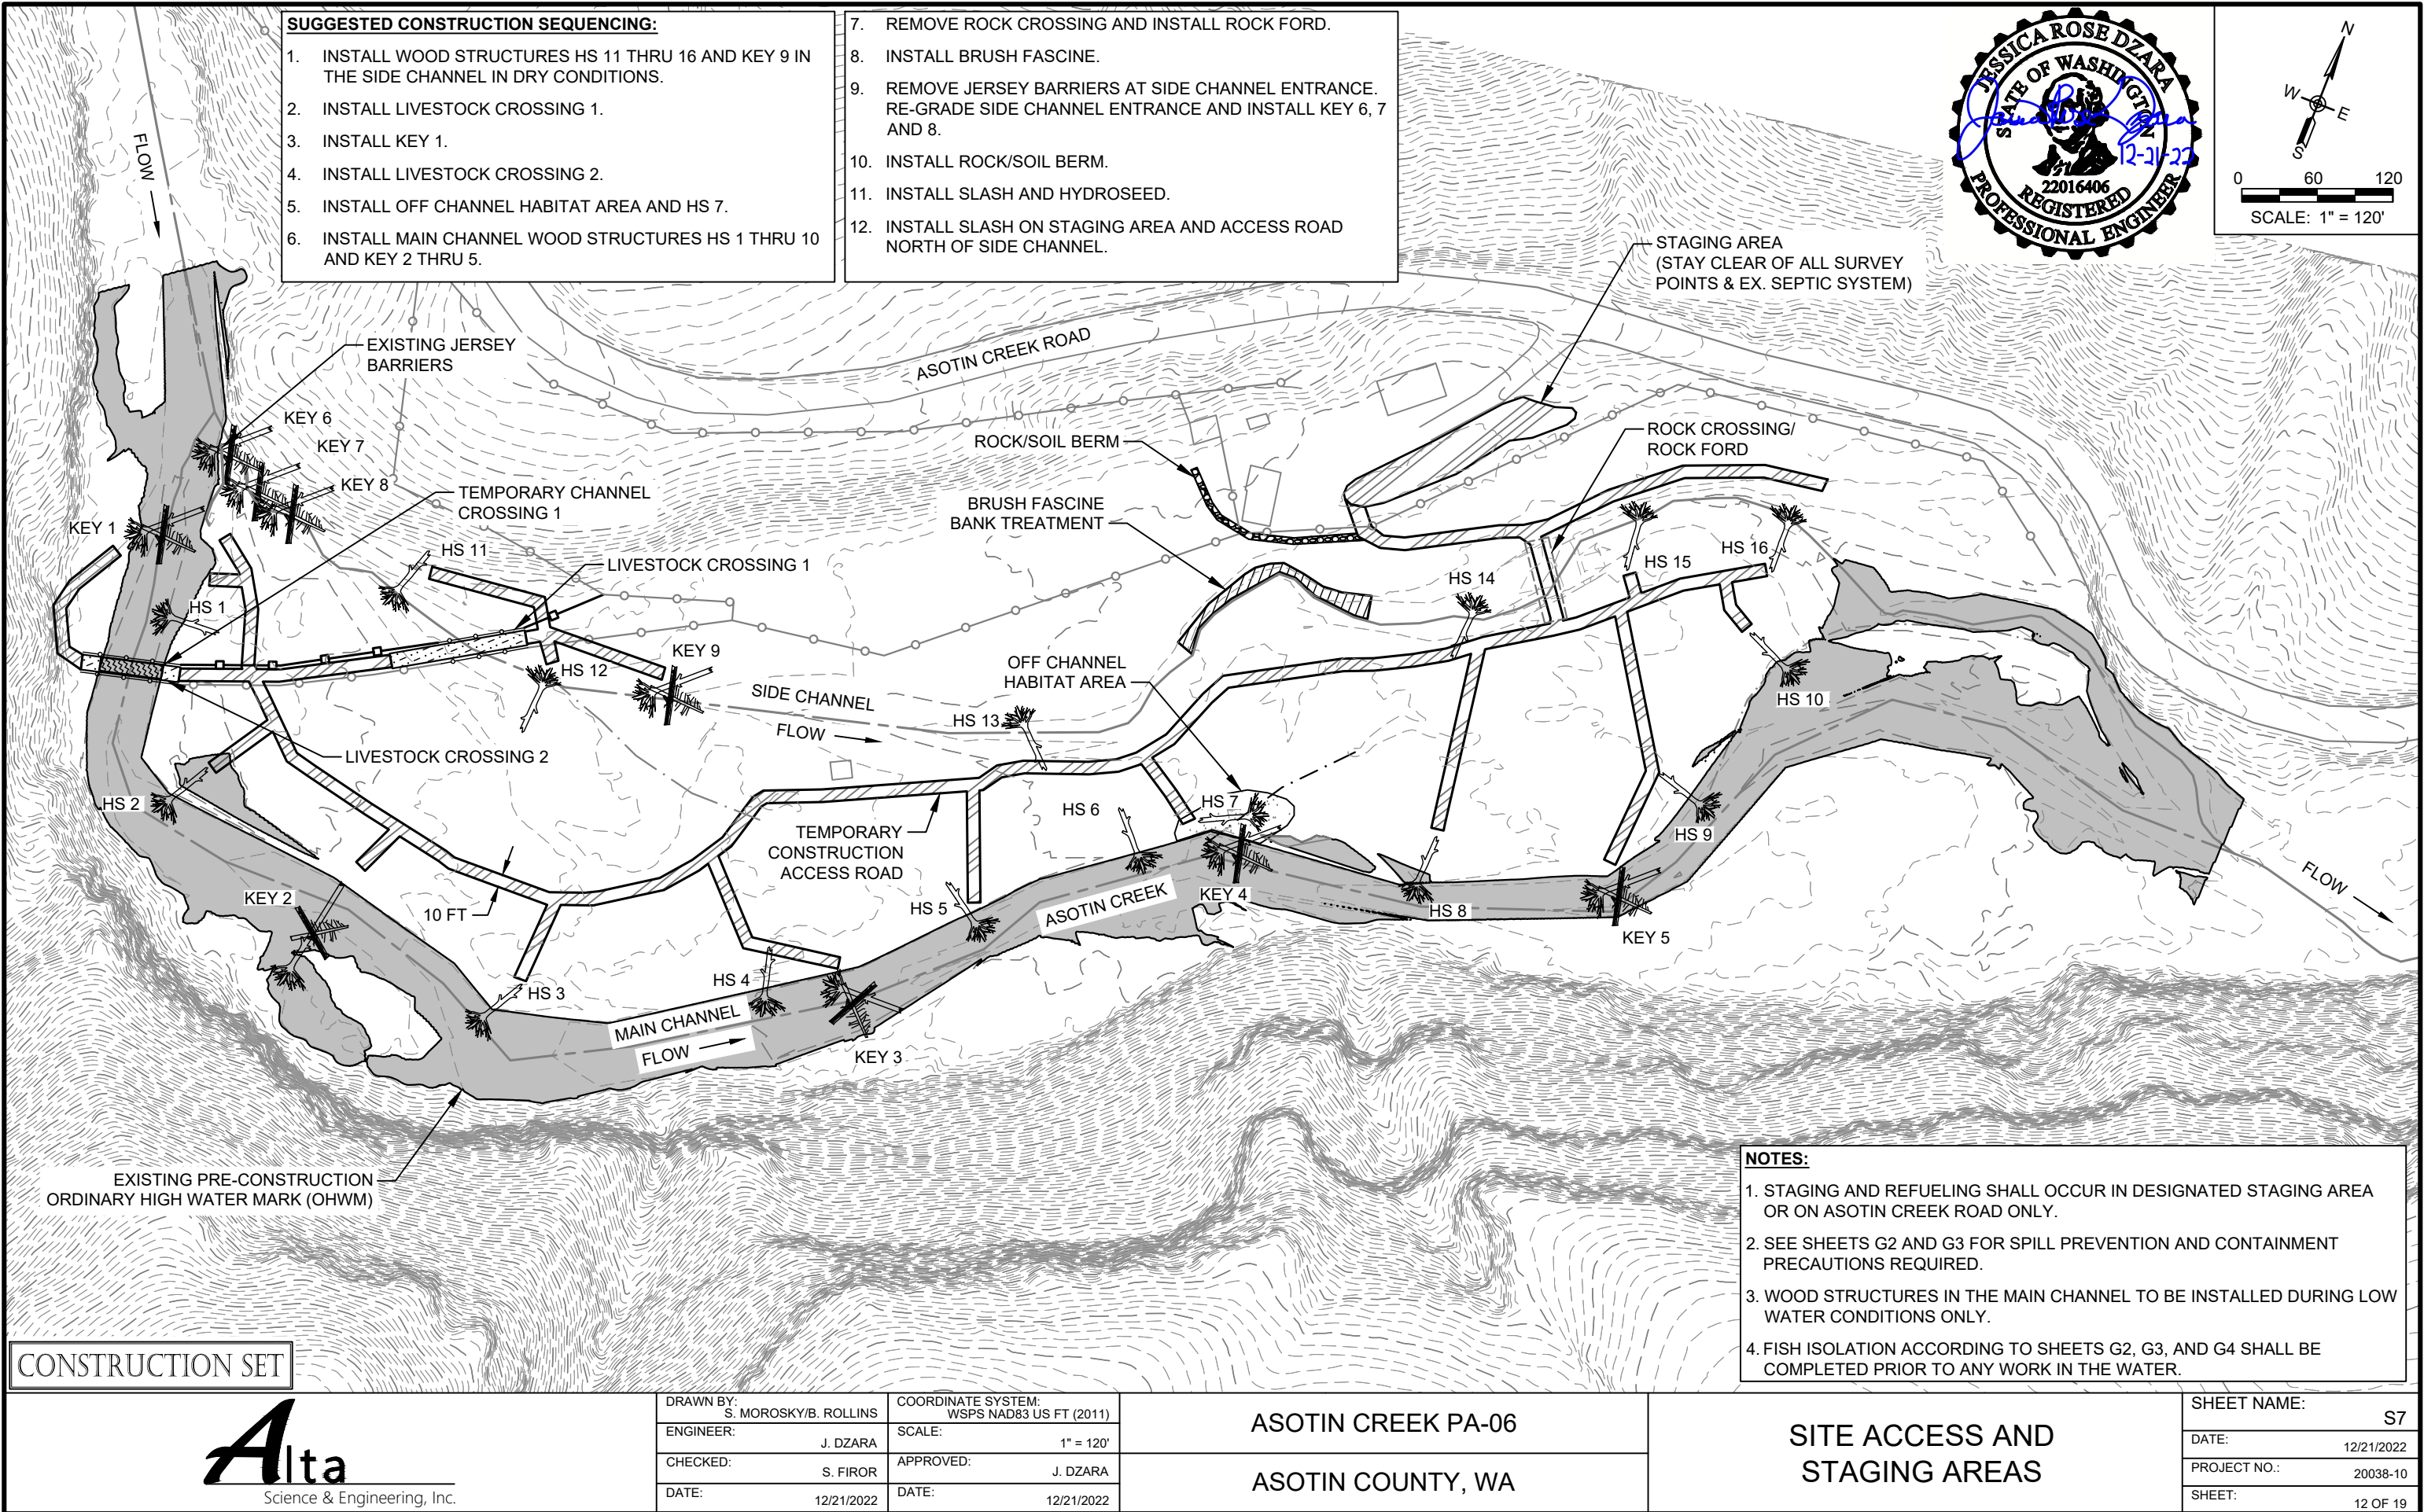 SUGGESTED CONSTRUCTION SEQUENCING:
1. INSTALL WOOD STRUCTURES HS 11 THRU 16 AND KEY 9 IN
THE SIDE CHANNEL IN DRY CONDITIONS.
2. INSTALL LIVESTOCK CROSSING 1.
3. INSTALL KEY 1.
4. INSTALL LIVESTOCK CROSSING 2.
5. INSTALL OFF CHANNEL HABITAT AREA AND HS 7.
6. INSTALL MAIN CHANNEL WOOD STRUCTURES HS 1 THRU 10
AND KEY 2 THRU 5.
7. REMOVE ROCK CROSSING AND INSTALL ROCK FORD.
8. INSTALL BRUSH FASCINE.
9. REMOVE JERSEY BARRIERS AT SIDE CHANNEL ENTRANCE.
RE-GRADE SIDE CHANNEL ENTRANCE AND INSTALL KEY 6, 7
AND 8.
10. INSTALL ROCK/SOIL BERM.
11. INSTALL SLASH AND HYDROSEED.
12. INSTALL SLASH ON STAGING AREA AND ACCESS ROAD
NORTH OF SIDE CHANNEL.
JESSICA ROSE DZARA
STATE OF WASHINGTON
12-21-22
22016406
REGISTERED
PROFESSIONAL ENGINEER
N
W
E
S
0 60 120
SCALE: 1" = 120'
FLOW
STAGING AREA
(STAY CLEAR OF ALL SURVEY
POINTS & EX. SEPTIC SYSTEM)
EXISTING JERSEY
BARRIERS
ASOTIN CREEK ROAD
KEY 6
KEY 7
KEY 8
KEY 1
TEMPORARY CHANNEL
CROSSING 1
ROCK/SOIL BERM
BRUSH FASCINE
BANK TREATMENT
ROCK CROSSING/
ROCK FORD
HS 11
LIVESTOCK CROSSING 1
HS 14
HS 15
HS 16
HS 1
HS 12
KEY 9
OFF CHANNEL
HABITAT AREA
SIDE CHANNEL
FLOW
HS 13
HS 10
LIVESTOCK CROSSING 2
HS 2
HS 6
HS 7
HS 9
TEMPORARY
CONSTRUCTION
ACCESS ROAD
KEY 2
10 FT
HS 5
ASOTIN CREEK
KEY 4
HS 8
KEY 5
FLOW
HS 3
HS 4
MAIN CHANNEL
FLOW
KEY 3
EXISTING PRE-CONSTRUCTION
ORDINARY HIGH WATER MARK (OHWM)
NOTES:
1. STAGING AND REFUELING SHALL OCCUR IN DESIGNATED STAGING AREA
OR ON ASOTIN CREEK ROAD ONLY.
2. SEE SHEETS G2 AND G3 FOR SPILL PREVENTION AND CONTAINMENT
PRECAUTIONS REQUIRED.
3. WOOD STRUCTURES IN THE MAIN CHANNEL TO BE INSTALLED DURING LOW
WATER CONDITIONS ONLY.
4. FISH ISOLATION ACCORDING TO SHEETS G2, G3, AND G4 SHALL BE
COMPLETED PRIOR TO ANY WORK IN THE WATER.
CONSTRUCTION SET
Alta
Science & Engineering, Inc.
DRAWN BY:
S. MOROSKY/B. ROLLINS
ENGINEER:
J. DZARA
CHECKED:
S. FIROR
DATE:
12/21/2022
COORDINATE SYSTEM:
WSPS NAD83 US FT (2011)
SCALE:
1" = 120'
APPROVED:
J. DZARA
DATE:
12/21/2022
ASOTIN CREEK PA-06
ASOTIN COUNTY, WA
SITE ACCESS AND
STAGING AREAS
SHEET NAME:
S7
DATE:
12/21/2022
PROJECT NO.:
20038-10
SHEET:
12 OF 19